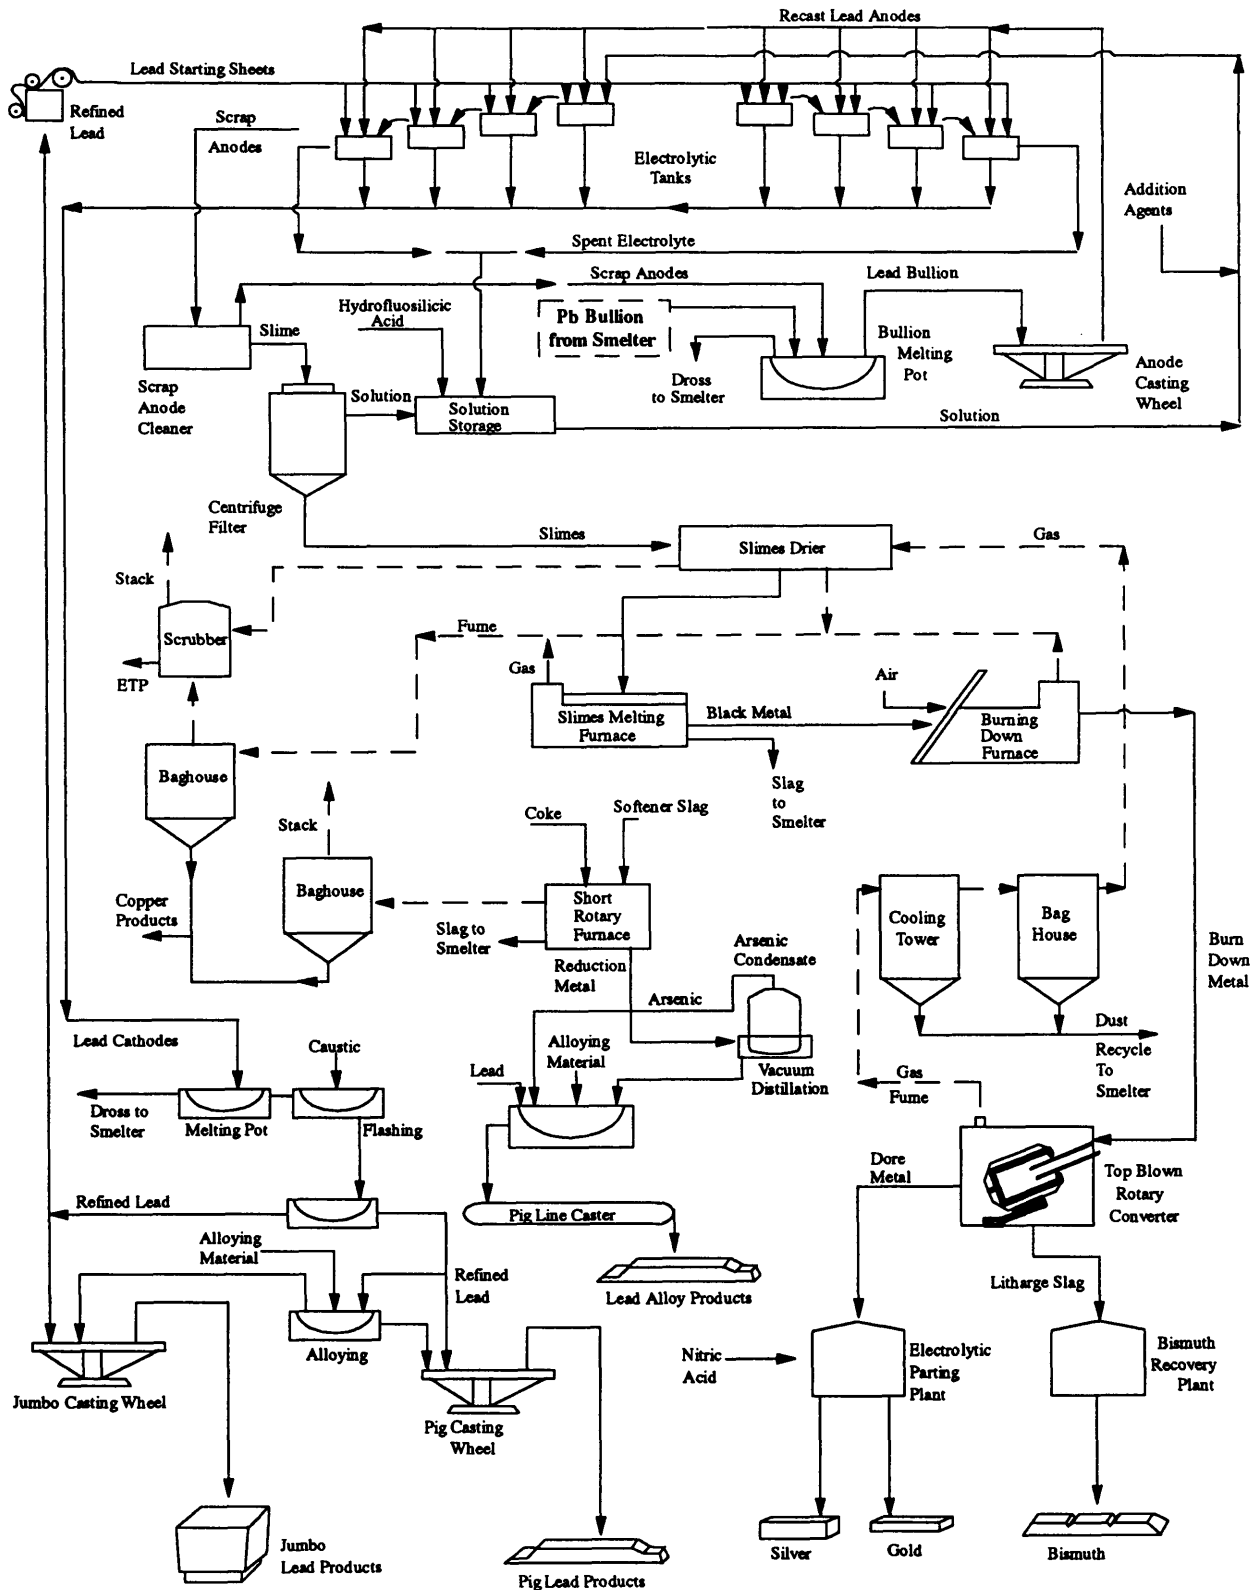 Recast Lead Anodes
Lead Starting Sheets
Refined
Lead
Scrap
Anodes
Electrolytic
Tanks
Addition
Agents
Spent Electrolyte
Scrap Anodes
Lead Bullion
Hydrofluosilicic
Acid
Pb Bullion
from Smelter
Slime
Bullion
Melting
Pot
Dross
to Smelter
Anode
Casting
Wheel
Scrap
Anode
Cleaner
Solution
Solution
Storage
Solution
Centrifuge
Filter
Slimes
Slimes Drier
Gas
Stack
Scrubber
Fume
ETP
Gas
Air
Slimes Melting
Furnace
Black Metal
Burning
Down
Furnace
Baghouse
Slag
to
Smelter
Stack
Coke
Softener Slag
Baghouse
Short
Rotary
Furnace
Copper
Products
Slag to
Smelter
Reduction
Metal
Arsenic
Condensate
Cooling
Tower
Bag
House
Burn
Down
Metal
Arsenic
Lead Cathodes
Caustic
Alloying
Material
Lead
Vacuum
Distillation
Dust
Recycle
To
Smelter
Gas
Fume
Dross to
Smelter
Melting Pot
Flashing
Dore
Metal
Top Blown
Rotary
Converter
Refined Lead
Pig Line Caster
Alloying
Material
Refined
Lead
Lead Alloy Products
Litharge Slag
Alloying
Nitric
Acid
Electrolytic
Parting
Plant
Bismuth
Recovery
Plant
Jumbo Casting Wheel
Pig Casting
Wheel
Jumbo
Lead Products
Pig Lead Products
Silver
Gold
Bismuth